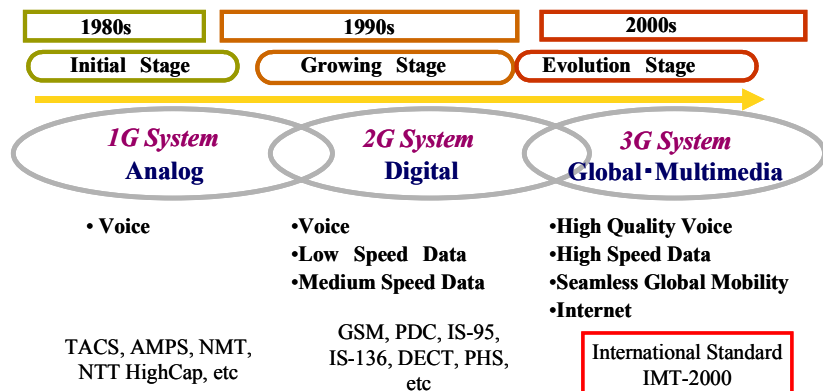 1980s
1990s
2000s
Initial Stage
Growing Stage
Evolution Stage
1G System
Analog
2G System
Digital
3G System
Global・Multimedia
• Voice
•Voice
•Low Speed Data
•Medium Speed Data
•High Quality Voice
•High Speed Data
•Seamless Global Mobility
•Internet
TACS, AMPS, NMT,
NTT HighCap, etc
GSM, PDC, IS-95,
IS-136, DECT, PHS,
etc
International Standard
IMT-2000